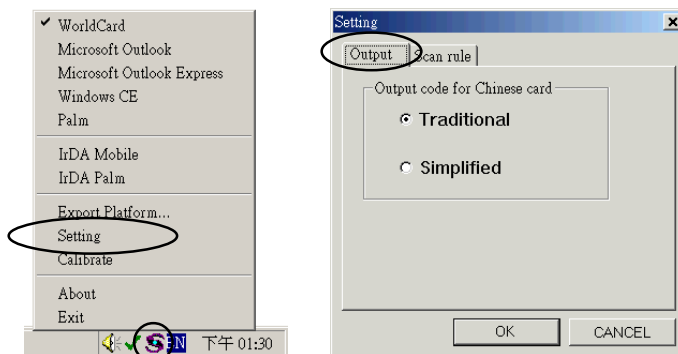 WorldCard
Microsoft Outlook
Microsoft Outlook Express
Windows CE
Palm
IrDA Mobile
IrDA Palm
Export Platform...
Setting
Calibrate
About
Exit
下午 01:30
Setting
Output
Scan rule
Output code for Chinese card
Traditional
Simplified
OK
CANCEL